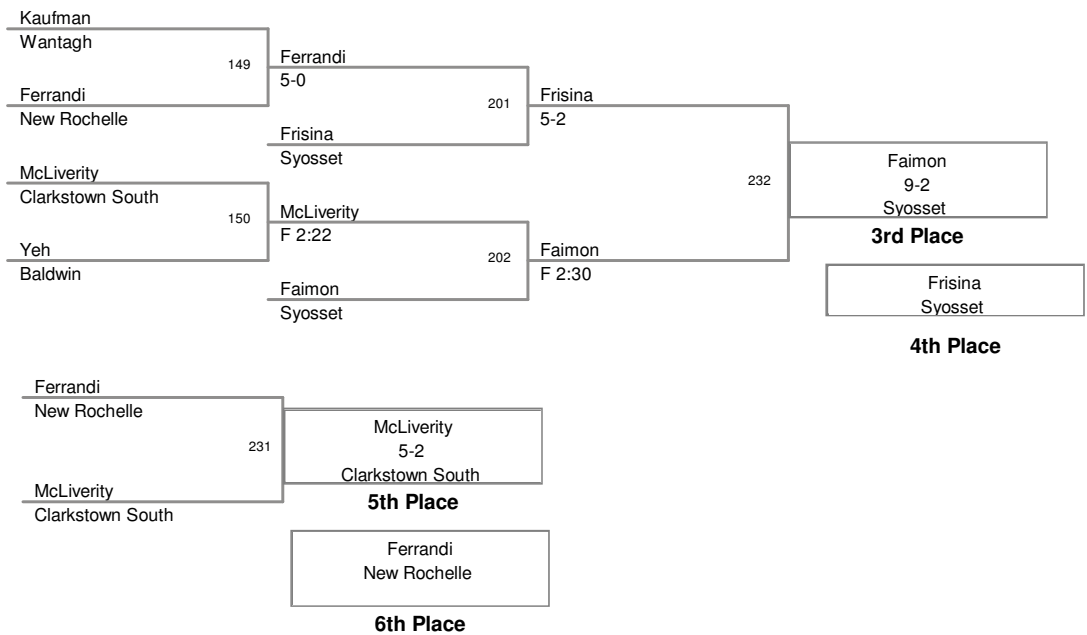 Kaufman
Wantagh
149
Ferrandi
5-0
Ferrandi
New Rochelle
201
Frisina
5-2
Frisina
Syosset
McLiverity
Clarkstown South
232
Faimon
9-2
Syosset
3rd Place
150
McLiverity
F 2:22
Yeh
Baldwin
202
Faimon
F 2:30
Faimon
Syosset
Frisina
Syosset
4th Place
Ferrandi
New Rochelle
231
McLiverity
5-2
Clarkstown South
5th Place
McLiverity
Clarkstown South
Ferrandi
New Rochelle
6th Place